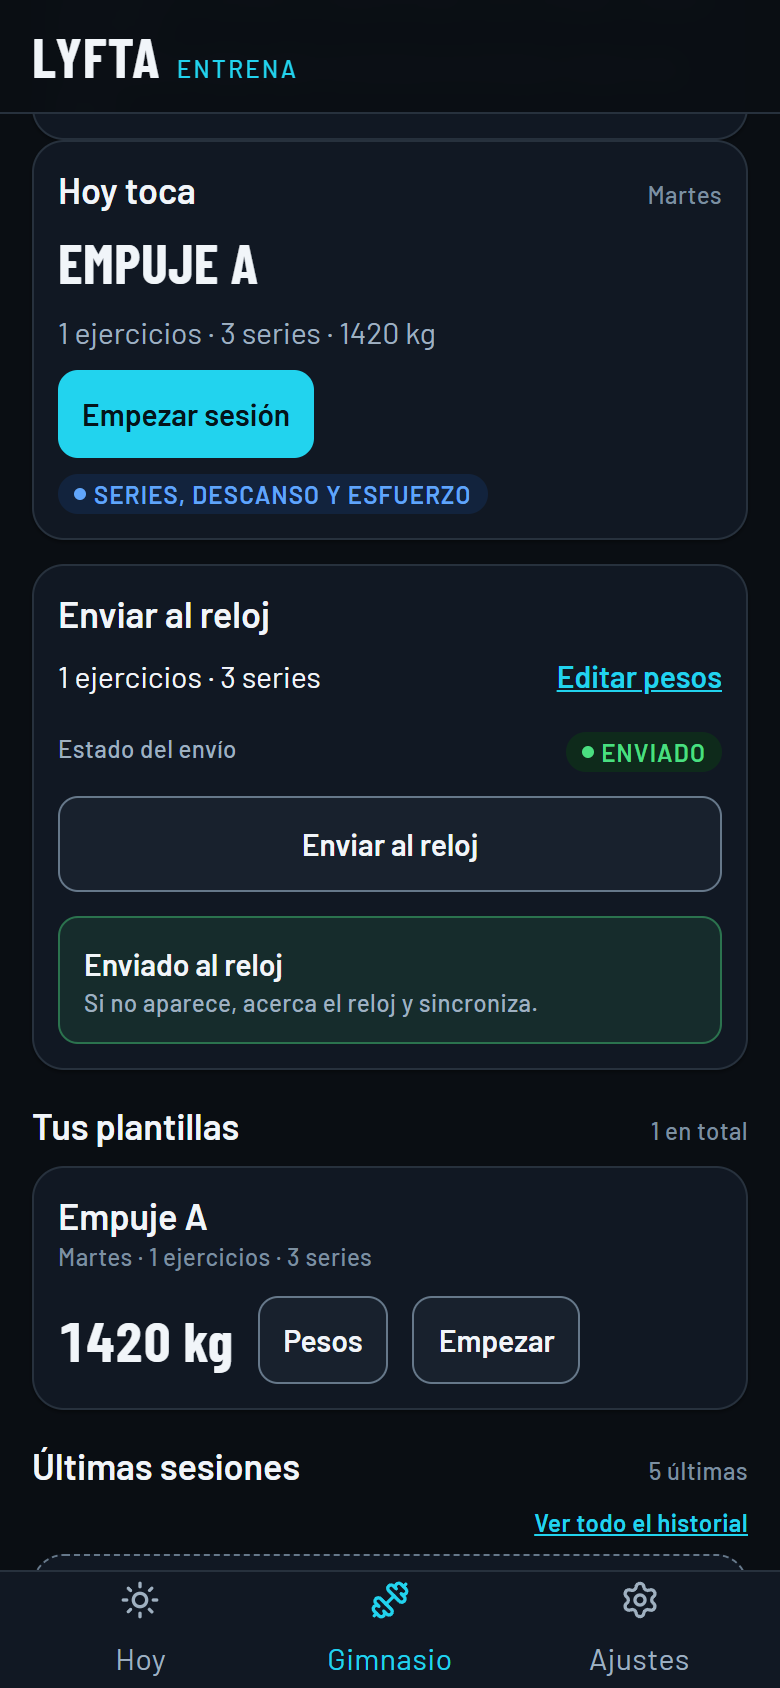 LYFTA ENTRENA
Hoy toca Martes
EMPUJE A
1 ejercicios · 3 series · 1420 kg
Empezar sesión
SERIES, DESCANSO Y ESFUERZO
Enviar al reloj
1 ejercicios · 3 series Editar pesos
Estado del envío ENVIADO
Enviar al reloj
Enviado al reloj
Si no aparece, acerca el reloj y sincroniza.
Tus plantillas 1 en total
Empuje A
Martes · 1 ejercicios · 3 series
1420 kg Pesos Empezar
Últimas sesiones 5 últimas
Ver todo el historial
Hoy Gimnasio Ajustes